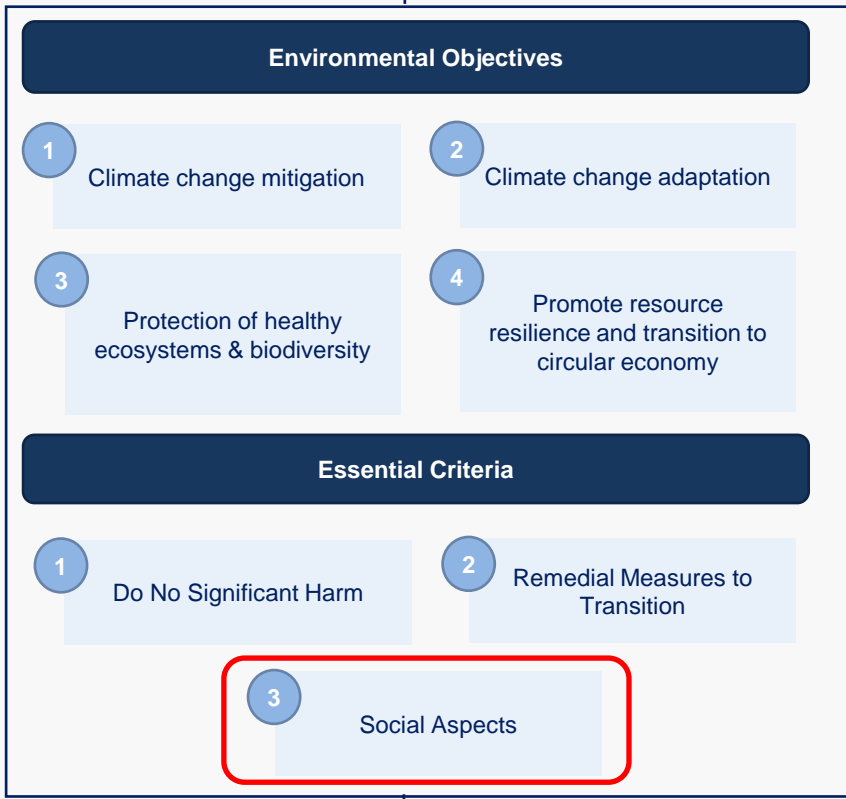 Environmental Objectives
1
Climate change mitigation
2
Climate change adaptation
3
Protection of healthy
ecosystems & biodiversity
4
Promote resource
resilience and transition to
circular economy
Essential Criteria
1
Do No Significant Harm
2
Remedial Measures to
Transition
3
Social Aspects